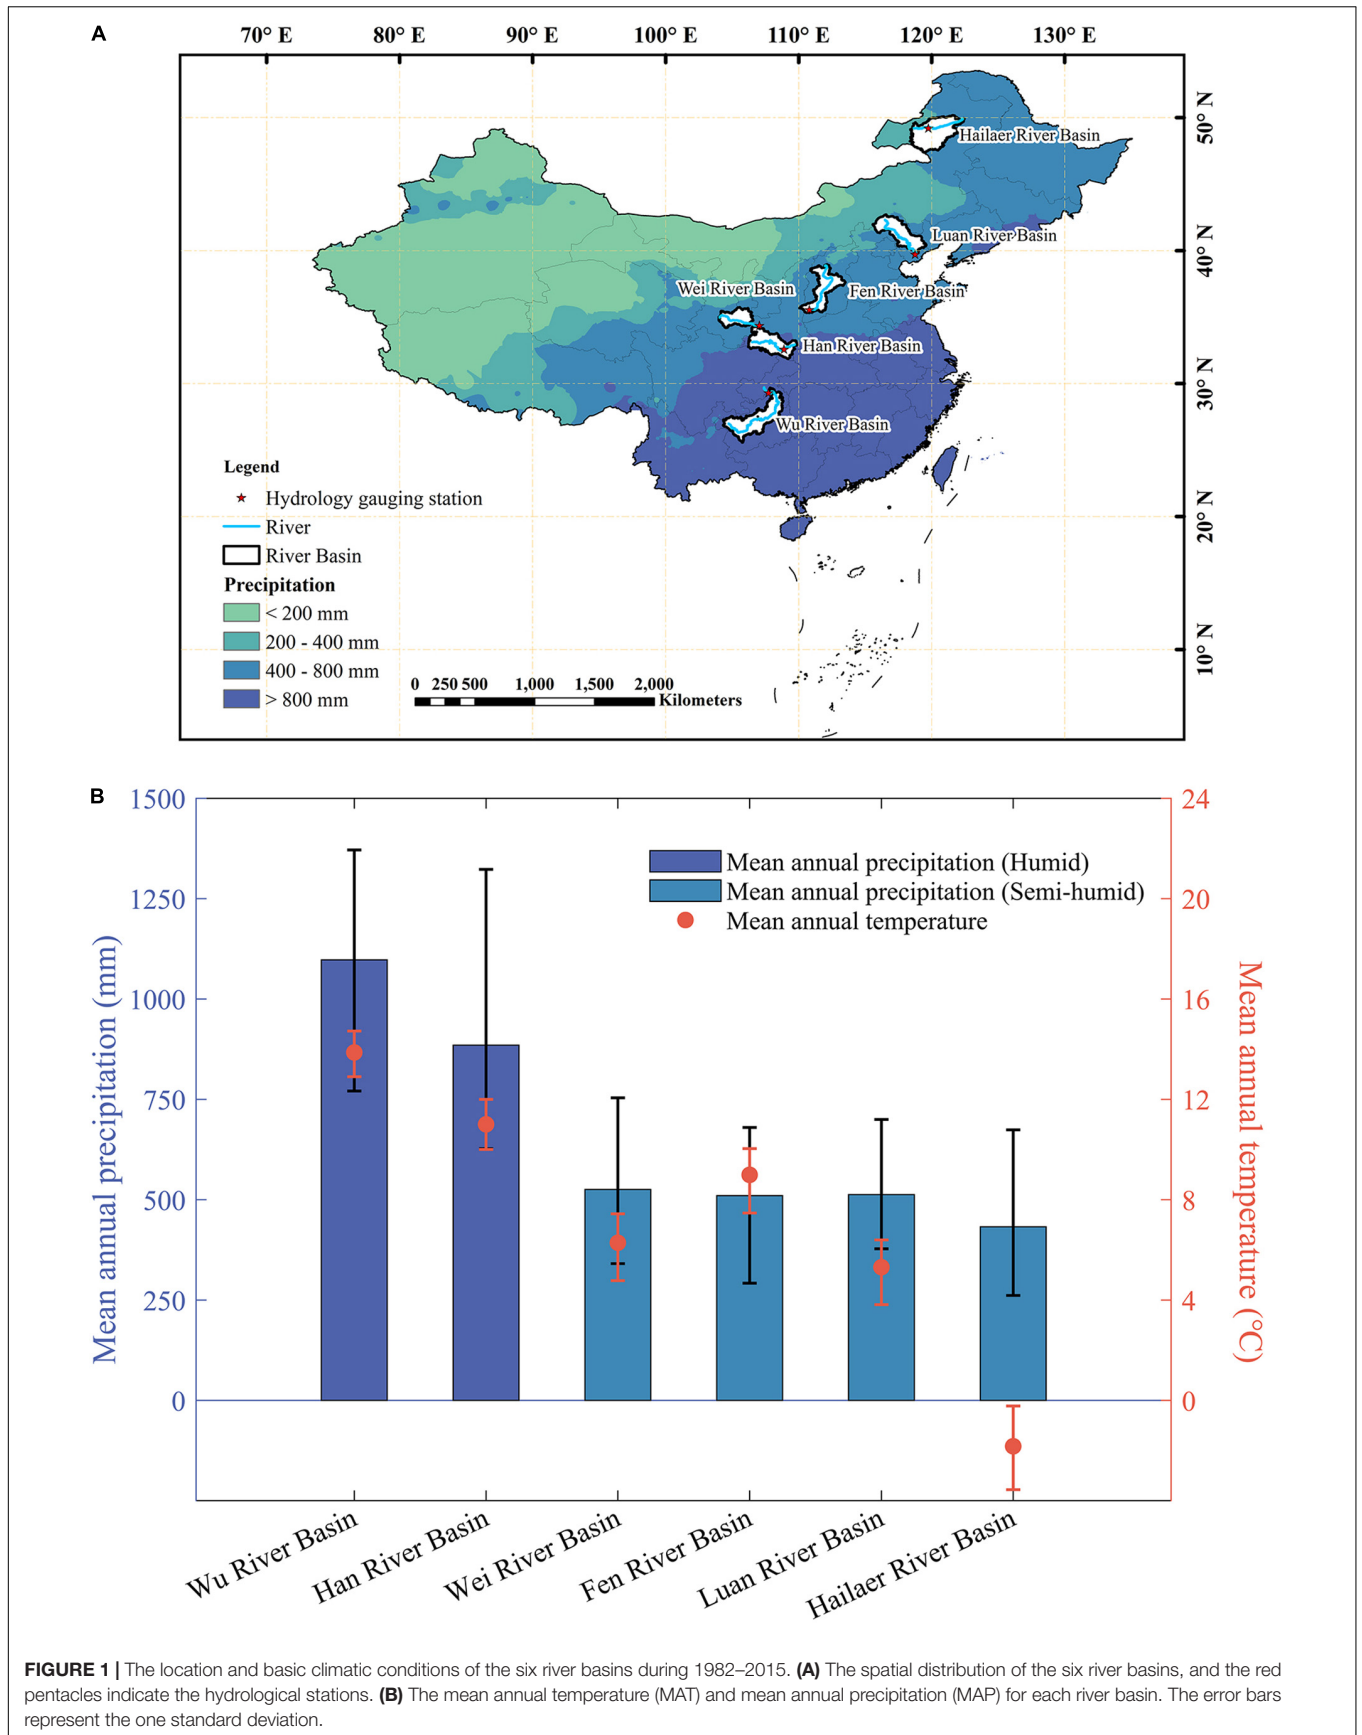 A
70° E 80° E 90° E 100° E 110° E 120° E 130° E
50° N
40° N
30° N
20° N
10° N
Hailaer River Basin
Luan River Basin
Wei River Basin
Fen River Basin
Han River Basin
Wu River Basin
Legend
Hydrology gauging station
River
River Basin
Precipitation
< 200 mm
200 - 400 mm
400 - 800 mm
> 800 mm
0 250 500 1,000 1,500 2,000
Kilometers
B
Mean annual precipitation (mm)
1500
1250
1000
750
500
250
0
Mean annual precipitation (Humid)
Mean annual precipitation (Semi-humid)
Mean annual temperature
24
20
16
12
8
4
0
Mean annual temperature (°C)
Wu River Basin
Han River Basin
Wei River Basin
Fen River Basin
Luan River Basin
Hailaer River Basin
FIGURE 1 | The location and basic climatic conditions of the six river basins during 1982–2015. (A) The spatial distribution of the six river basins, and the red
pentacles indicate the hydrological stations. (B) The mean annual temperature (MAT) and mean annual precipitation (MAP) for each river basin. The error bars
represent the one standard deviation.